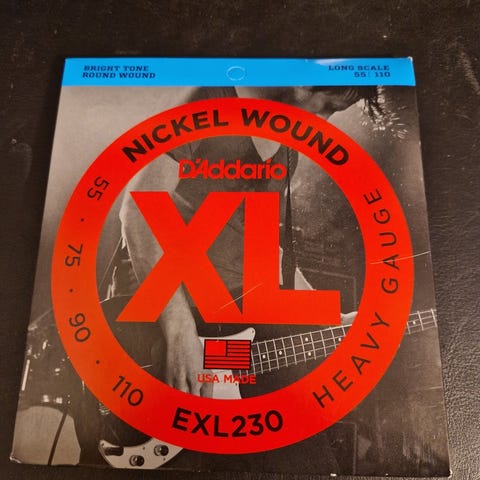 BRIGHT TONE
ROUND WOUND
LONG SCALE
55 | 110
NICKEL WOUND
D'Addario
XL
55 · 75 · 90 · 110
HEAVY GAUGE
USA MADE
EXL230